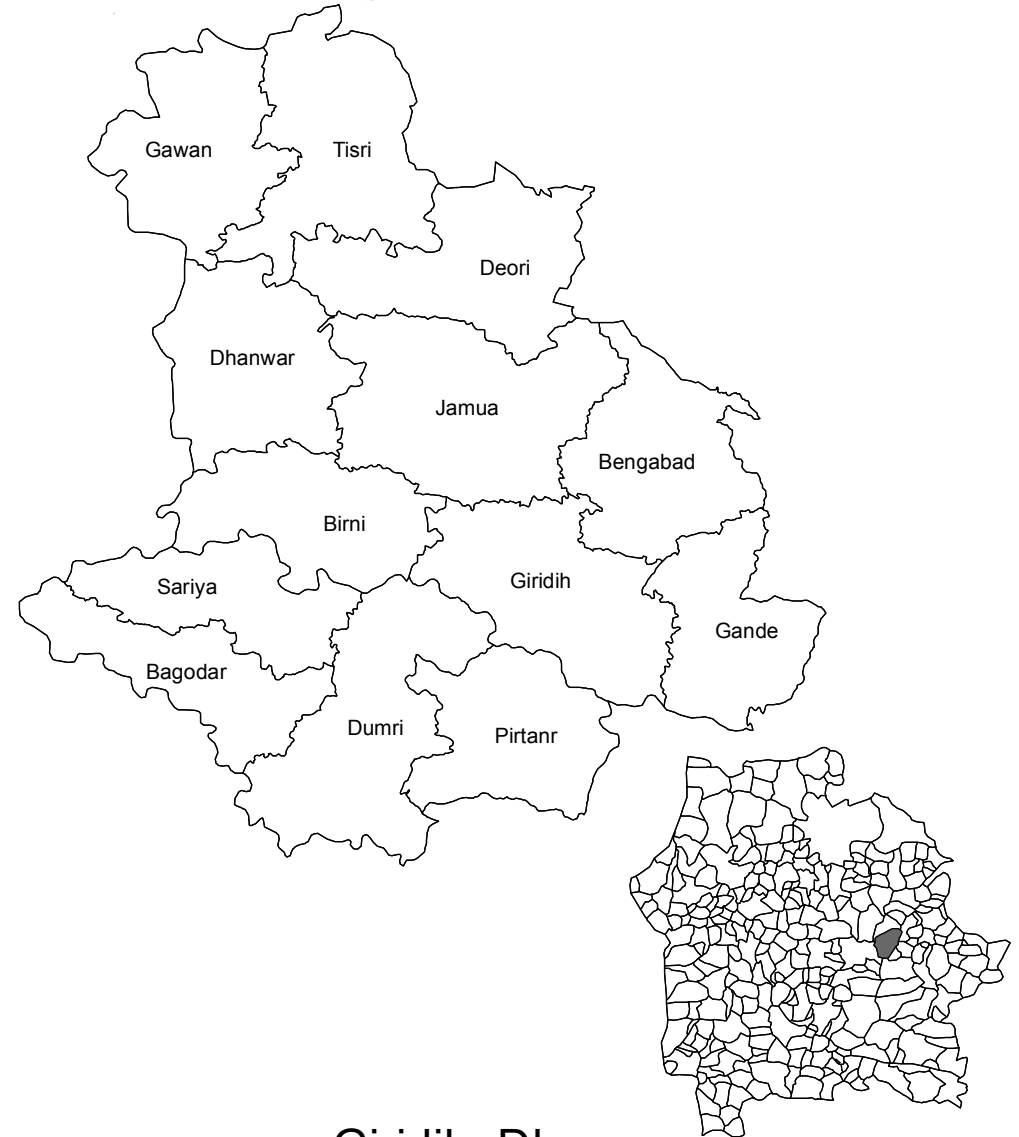 Gawan
Tisri
Deori
Dhanwar
Jamua
Bengabad
Birni
Giridih
Sariya
Gande
Bagodar
Dumri
Pirtanr